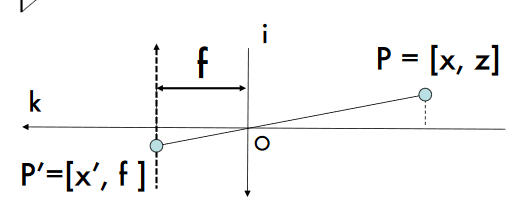 i
f
P = [x, z]
k
O
P′=[x′, f ]